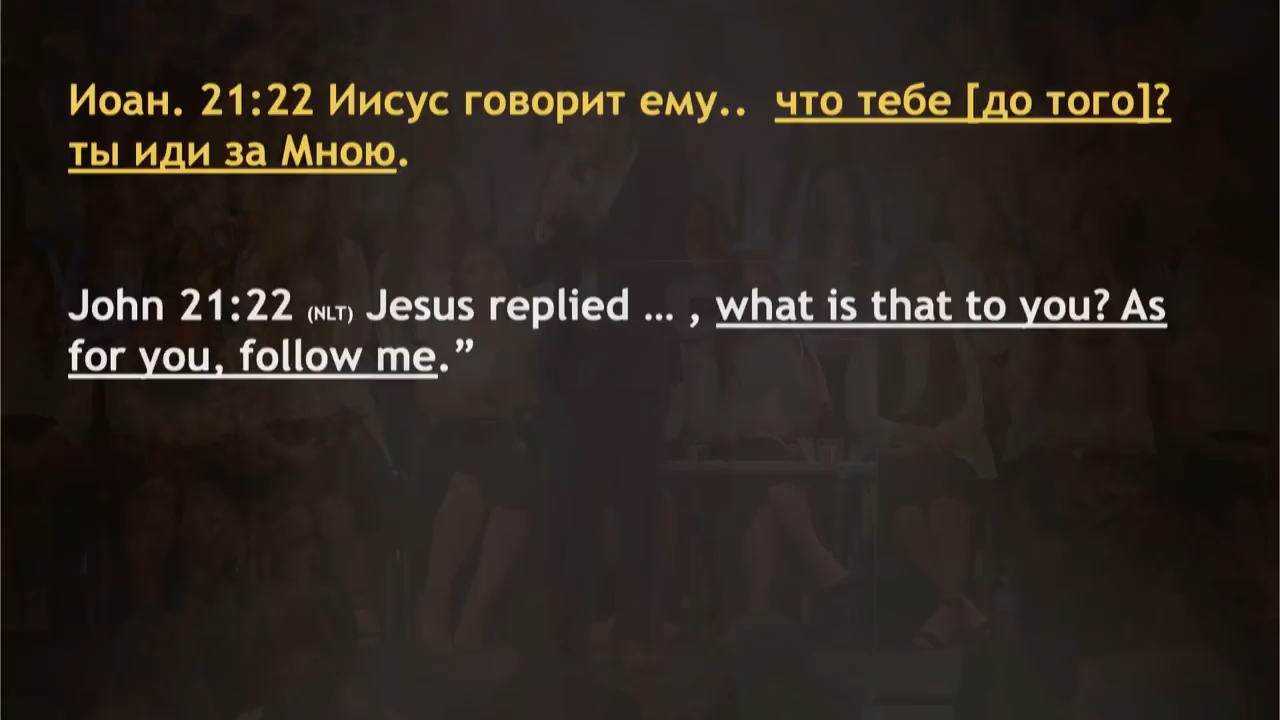 Иоан. 21:22 Иисус говорит ему.. что тебе [до того]?
ты иди за Мною.
John 21:22 (NLT) Jesus replied ... , what is that to you? As
for you, follow me.”